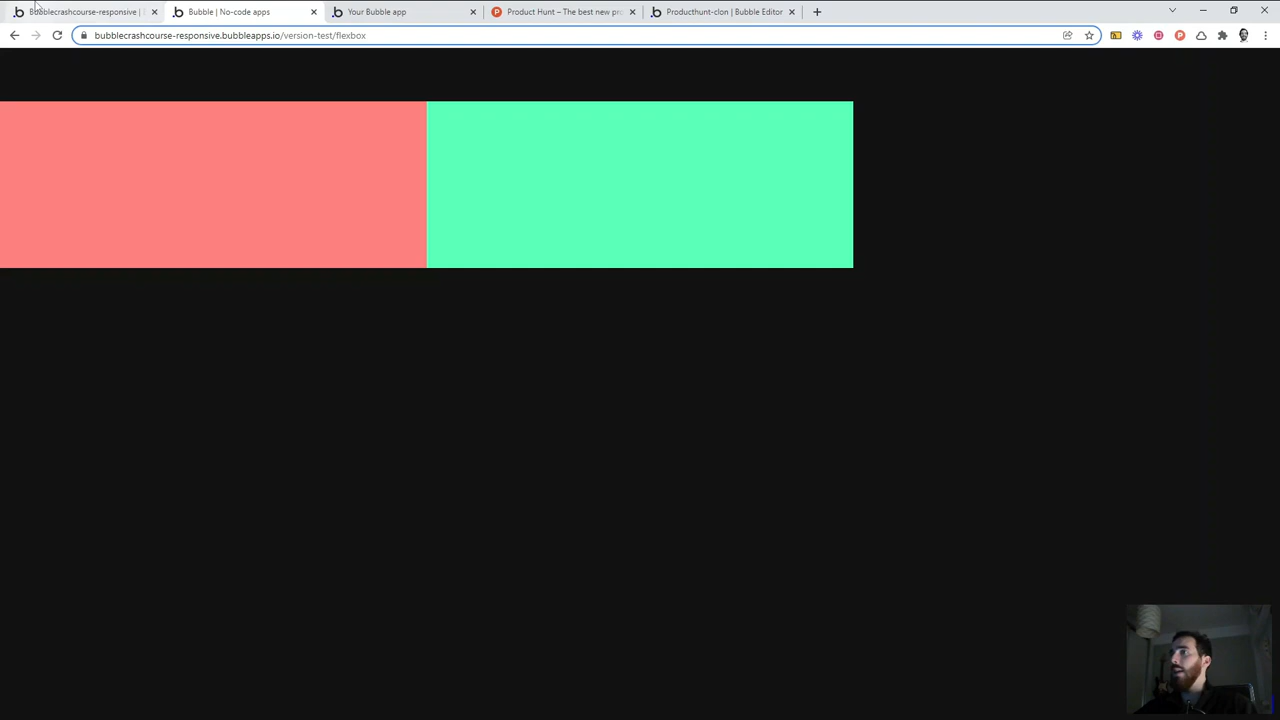 Bubblecrashcourse-responsive |
Bubble | No-code apps
Your Bubble app
Product Hunt – The best new pro
Producthunt-clon | Bubble Editor
bubblecrashcourse-responsive.bubbleapps.io/version-test/flexbox